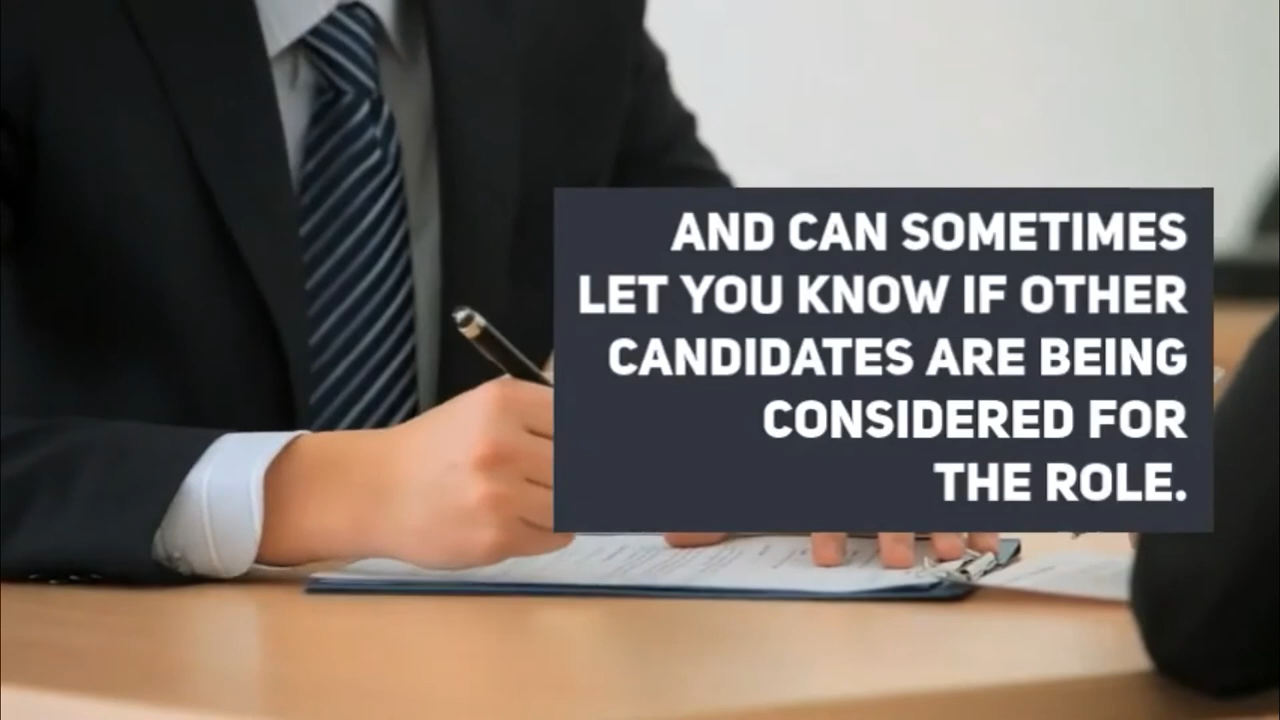 AND CAN SOMETIMES
LET YOU KNOW IF OTHER
CANDIDATES ARE BEING
CONSIDERED FOR
THE ROLE.